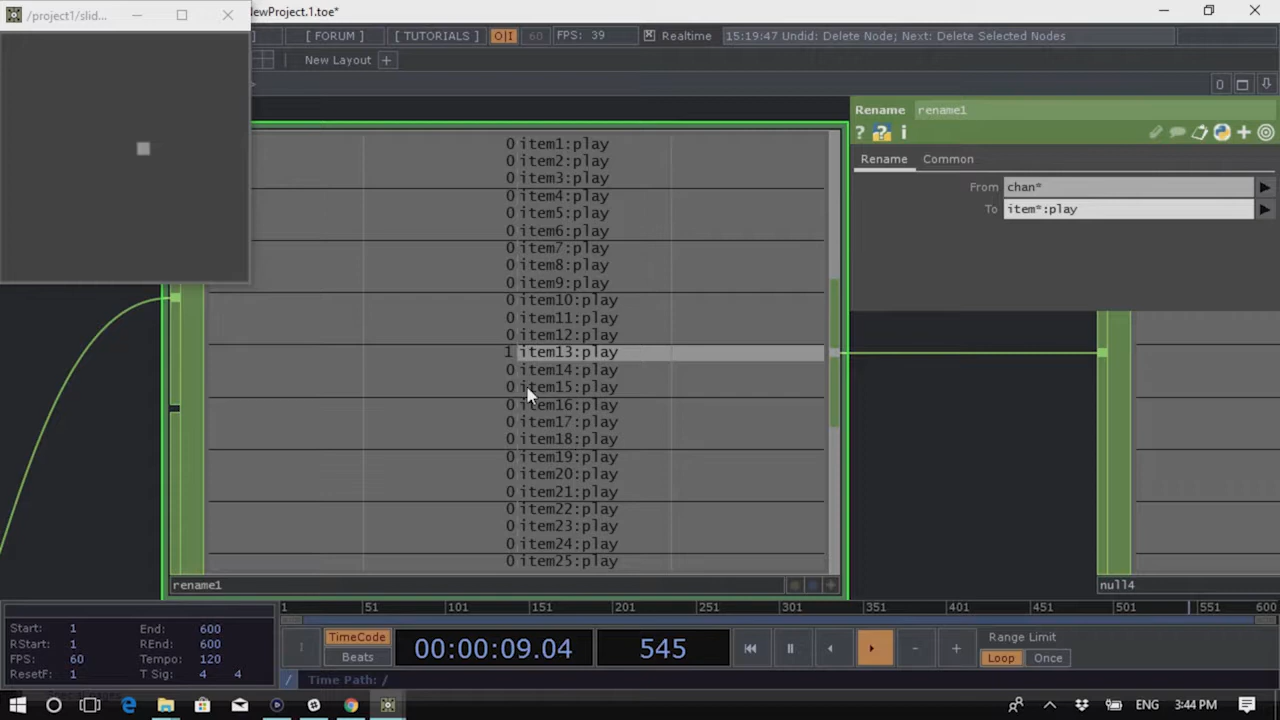 /project1/slid...
NewProject.1.toe*
]
[ FORUM ]
[ TUTORIALS ]
O|I
60
FPS: 39
Realtime
15:19:47 Undid: Delete Node; Next: Delete Selected Nodes
New Layout +
0
Rename rename1
? ? i
Rename Common
From chan*
To item*:play
0 item1:play
0 item2:play
0 item3:play
0 item4:play
0 item5:play
0 item6:play
0 item7:play
0 item8:play
0 item9:play
0 item10:play
0 item11:play
0 item12:play
1 item13:play
0 item14:play
0 item15:play
0 item16:play
0 item17:play
0 item18:play
0 item19:play
0 item20:play
0 item21:play
0 item22:play
0 item23:play
0 item24:play
0 item25:play
rename1
null4
1 51 101 151 201 251 301 351 401 451 501 551 600
Start: 1 End: 600
RStart: 1 REnd: 600
FPS: 60 Tempo: 120
ResetF: 1 T Sig: 4 4
TimeCode
Beats
00:00:09.04
545
- +
Range Limit
Loop Once
/ Time Path: /
ENG 3:44 PM